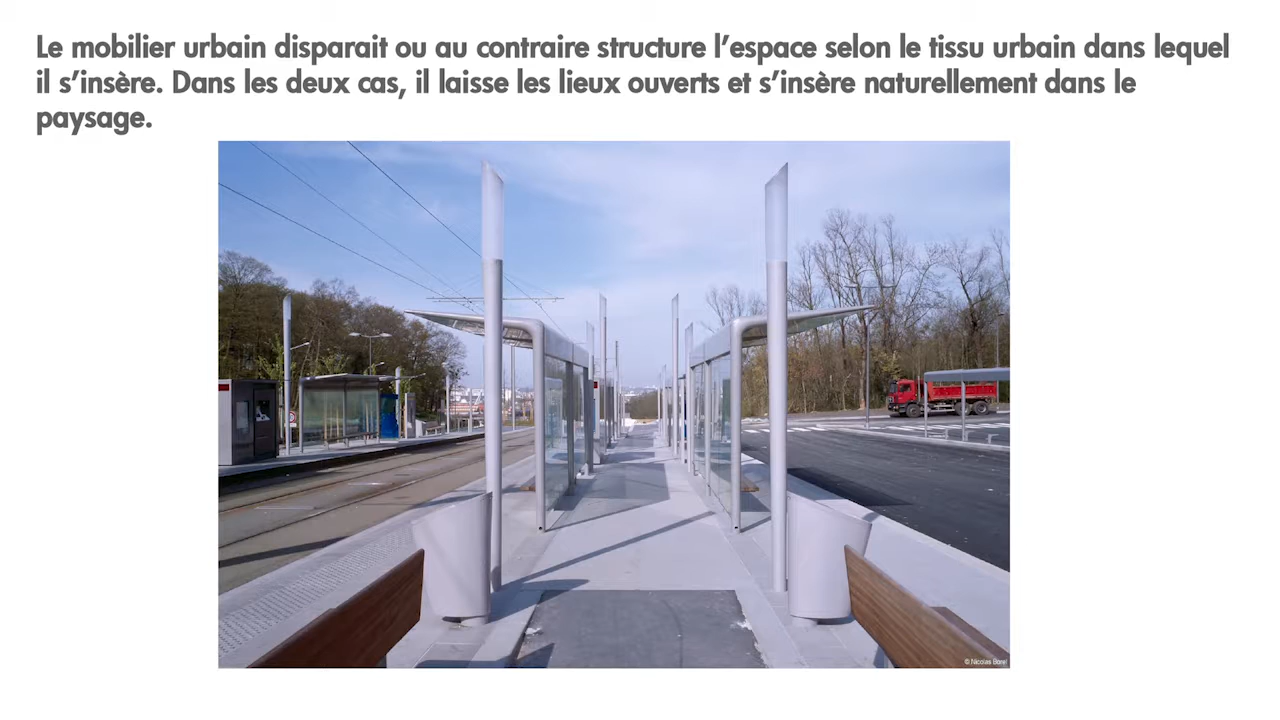 Le mobilier urbain disparait ou au contraire structure l’espace selon le tissu urbain dans lequel
il s’insère. Dans les deux cas, il laisse les lieux ouverts et s’insère naturellement dans le
paysage.
© Nicolas Borel